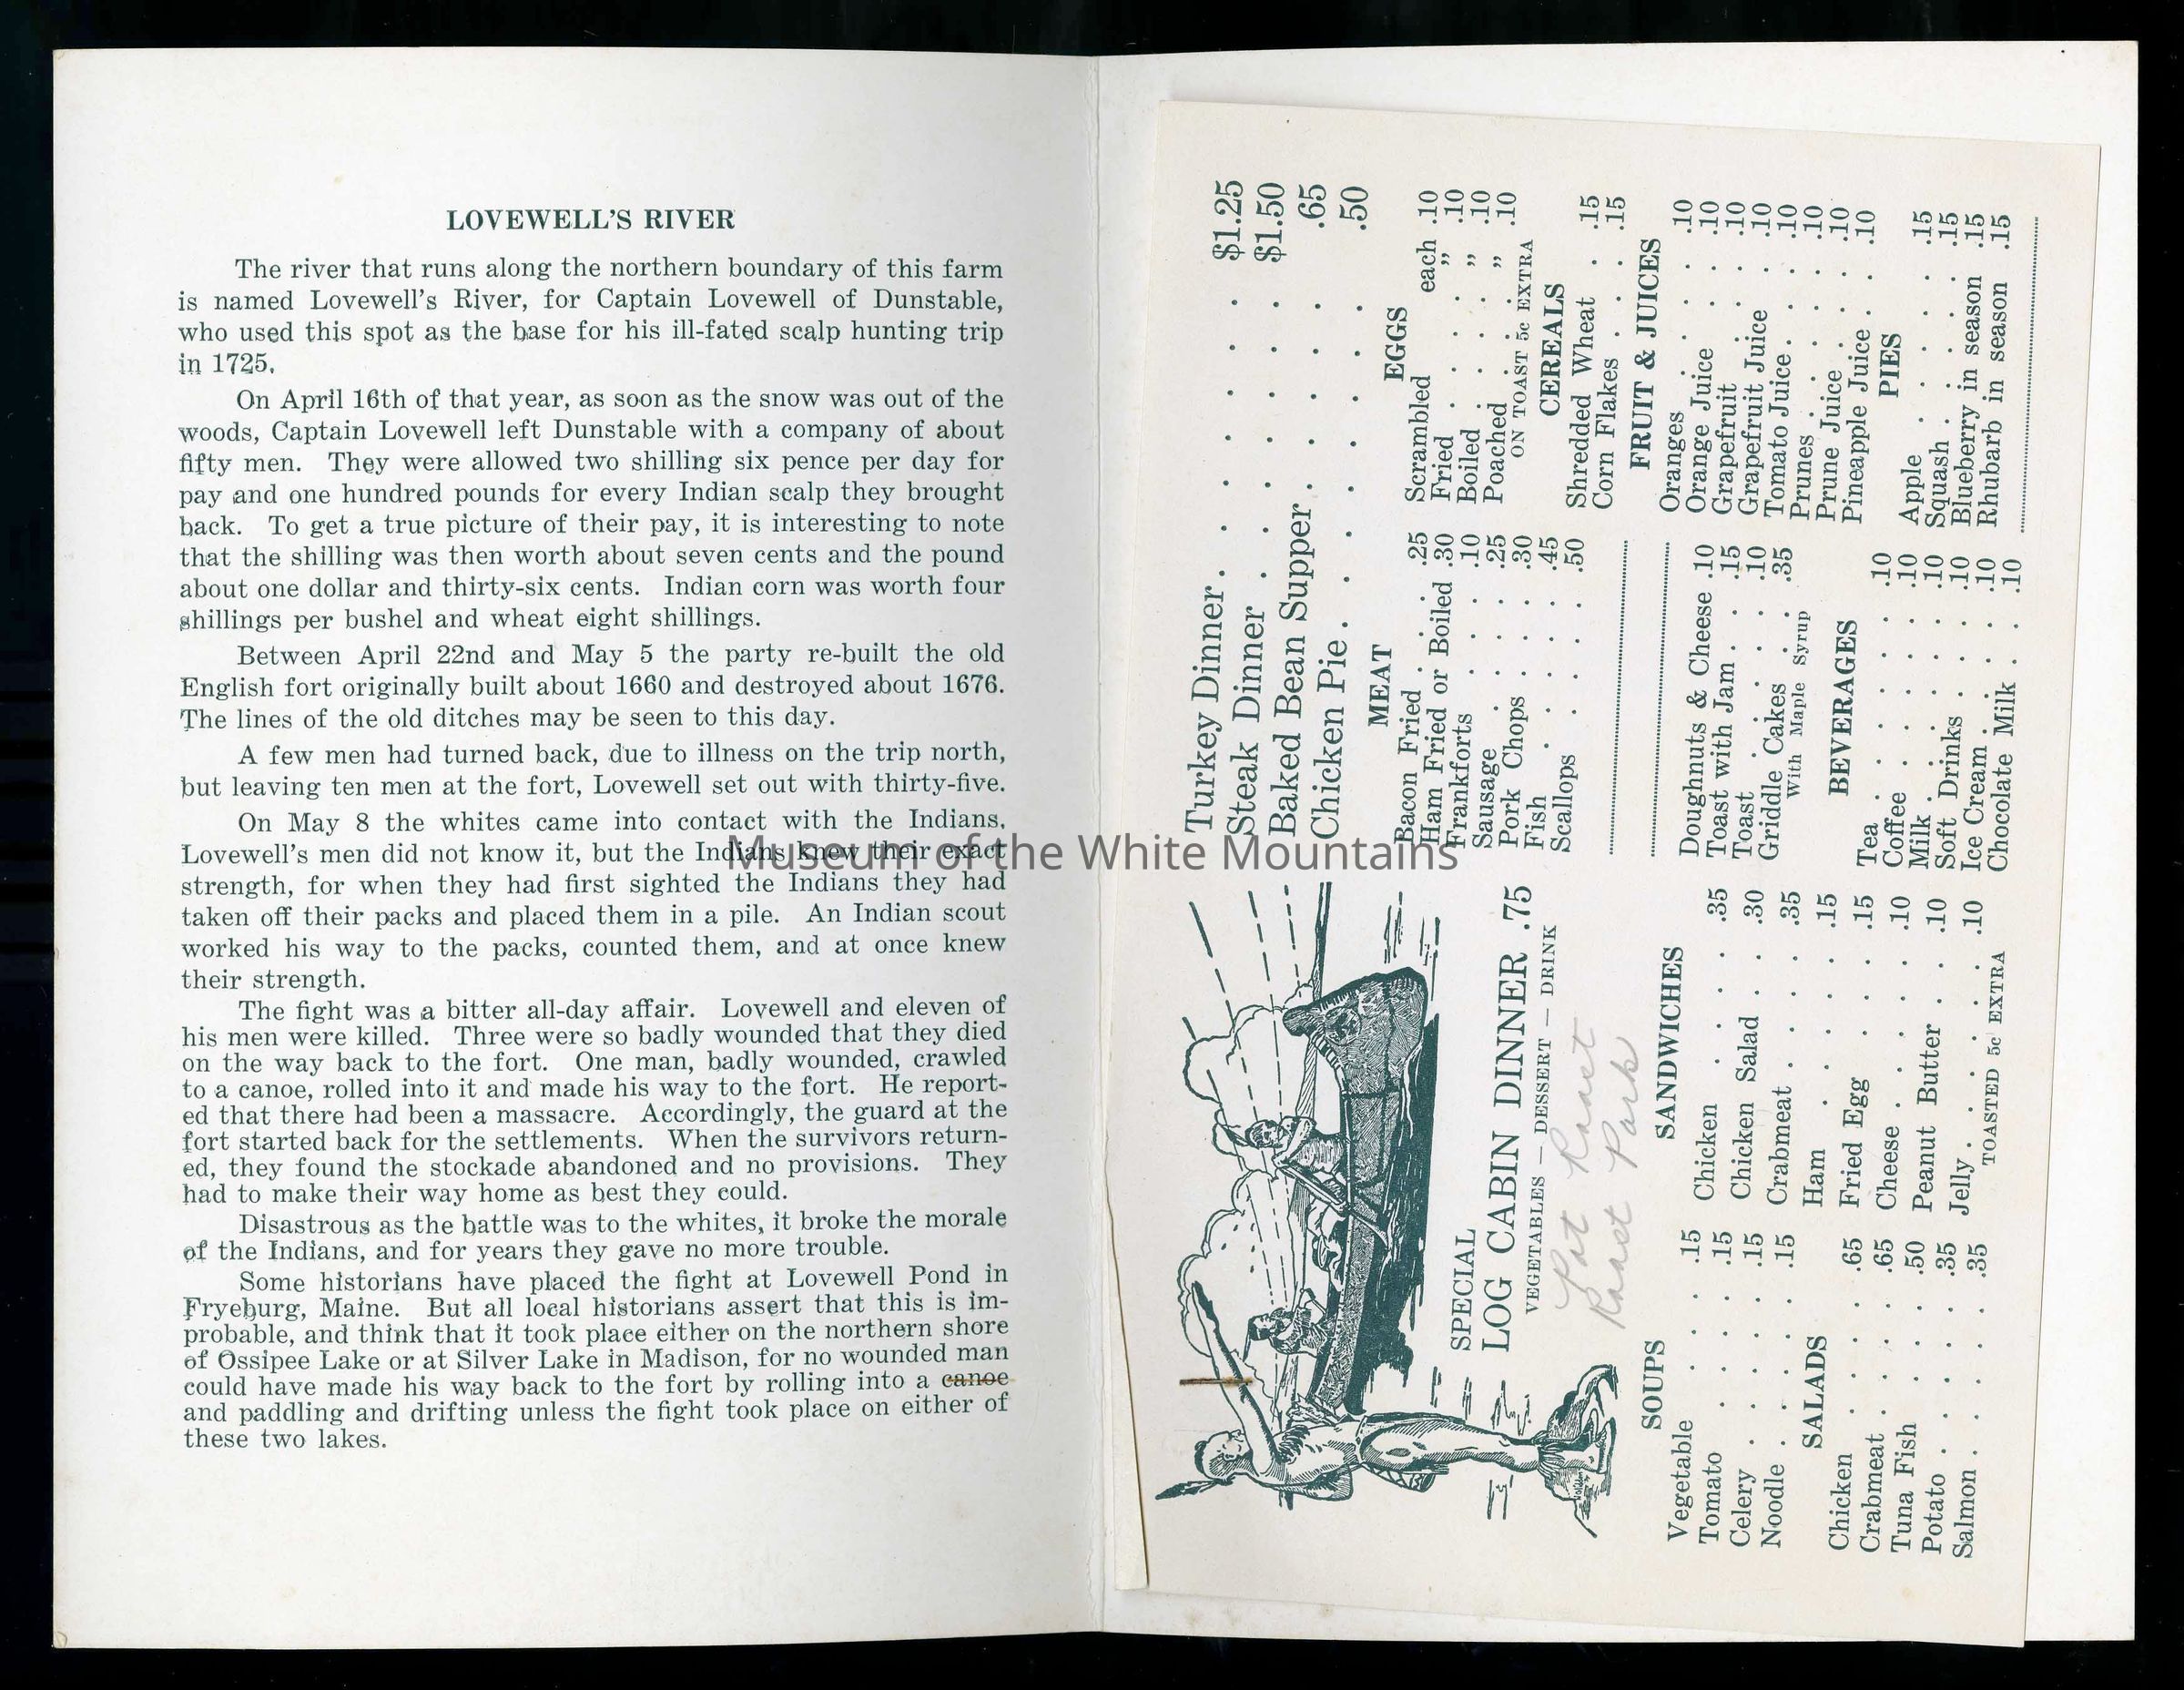 LOVEWELL'S RIVER
The river that runs along the northern boundary of this farm
is named Lovewell's River, for Captain Lovewell of Dunstable,
who used this spot as the base for his ill-fated scalp hunting trip
in 1725.
On April 16th of that year, as soon as the snow was out of the
woods, Captain Lovewell left Dunstable with a company of about
fifty men. They were allowed two shilling six pence per day for
pay and one hundred pounds for every Indian scalp they brought
back. To get a true picture of their pay, it is interesting to note
that the shilling was then worth about seven cents and the pound
about one dollar and thirty-six cents. Indian corn was worth four
shillings per bushel and wheat eight shillings.
Between April 22nd and May 5 the party re-built the old
English fort originally built about 1660 and destroyed about 1676.
The lines of the old ditches may be seen to this day.
A few men had turned back, due to illness on the trip north,
but leaving ten men at the fort, Lovewell set out with thirty-five.
On May 8 the whites came into contact with the Indians.
Lovewell's men did not know it, but the Indians knew their exact
strength, for when they had first sighted the Indians they had
taken off their packs and placed them in a pile. An Indian scout
worked his way to the packs, counted them, and at once knew
their strength.
The fight was a bitter all-day affair. Lovewell and eleven of
his men were killed. Three were so badly wounded that they died
on the way back to the fort. One man, badly wounded, crawled
to a canoe, rolled into it and made his way to the fort. He report-
ed that there had been a massacre. Accordingly, the guard at the
fort started back for the settlements. When the survivors return-
ed, they found the stockade abandoned and no provisions. They
had to make their way home as best they could.
Disastrous as the battle was to the whites, it broke the morale
of the Indians, and for years they gave no more trouble.
Some historians have placed the fight at Lovewell Pond in
Fryeburg, Maine. But all local historians assert that this is im-
probable, and think that it took place either on the northern shore
of Ossipee Lake or at Silver Lake in Madison, for no wounded man
could have made his way back to the fort by rolling into a canoe
and paddling and drifting unless the fight took place on either of
these two lakes.
Museum of the White Mountains
SPECIAL
LOG CABIN DINNER .75
VEGETABLES — DESSERT — DRINK
Pot Roast
Roast Pork
Turkey Dinner . . . . . . . $1.25
Steak Dinner . . . . . . . $1.50
Baked Bean Supper . . . . . .65
Chicken Pie . . . . . . . .50
MEAT
Bacon Fried . . .25
Ham Fried or Boiled .30
Frankforts . . . .10
Sausage . . . . .25
Pork Chops . . . .30
Fish . . . . . .45
Scallops . . . . .50
EGGS
Scrambled each .10
Fried . . . . " .10
Boiled . . . . " .10
Poached . . . " .10
ON TOAST 5c EXTRA
CEREALS
Shredded Wheat . .15
Corn Flakes . . . .15
SOUPS
Vegetable . . . .15
Tomato . . . . .15
Celery . . . . .15
Noodle . . . . .15
SALADS
Chicken . . . . .65
Crabmeat . . . . .65
Tuna Fish . . . .50
Potato . . . . .35
Salmon . . . . .35
SANDWICHES
Chicken . . . . .35
Chicken Salad . . .30
Crabmeat . . . . .35
Ham . . . . . .15
Fried Egg . . . .15
Cheese . . . . .10
Peanut Butter . . .10
Jelly . . . . . .10
TOASTED 5c EXTRA
Doughnuts & Cheese .10
Toast with Jam . . .15
Toast . . . . . .10
Griddle Cakes . . .35
With Maple Syrup
BEVERAGES
Tea . . . . . .10
Coffee . . . . . .10
Milk . . . . . .10
Soft Drinks . . . .10
Ice Cream . . . . .10
Chocolate Milk . . .10
FRUIT & JUICES
Oranges . . . . .10
Orange Juice . . . .10
Grapefruit . . . .10
Grapefruit Juice . . .10
Tomato Juice . . . .10
Prunes . . . . .10
Prune Juice . . . .10
Pineapple Juice . . .10
PIES
Apple . . . . . .15
Squash . . . . .15
Blueberry in season .15
Rhubarb in season .15